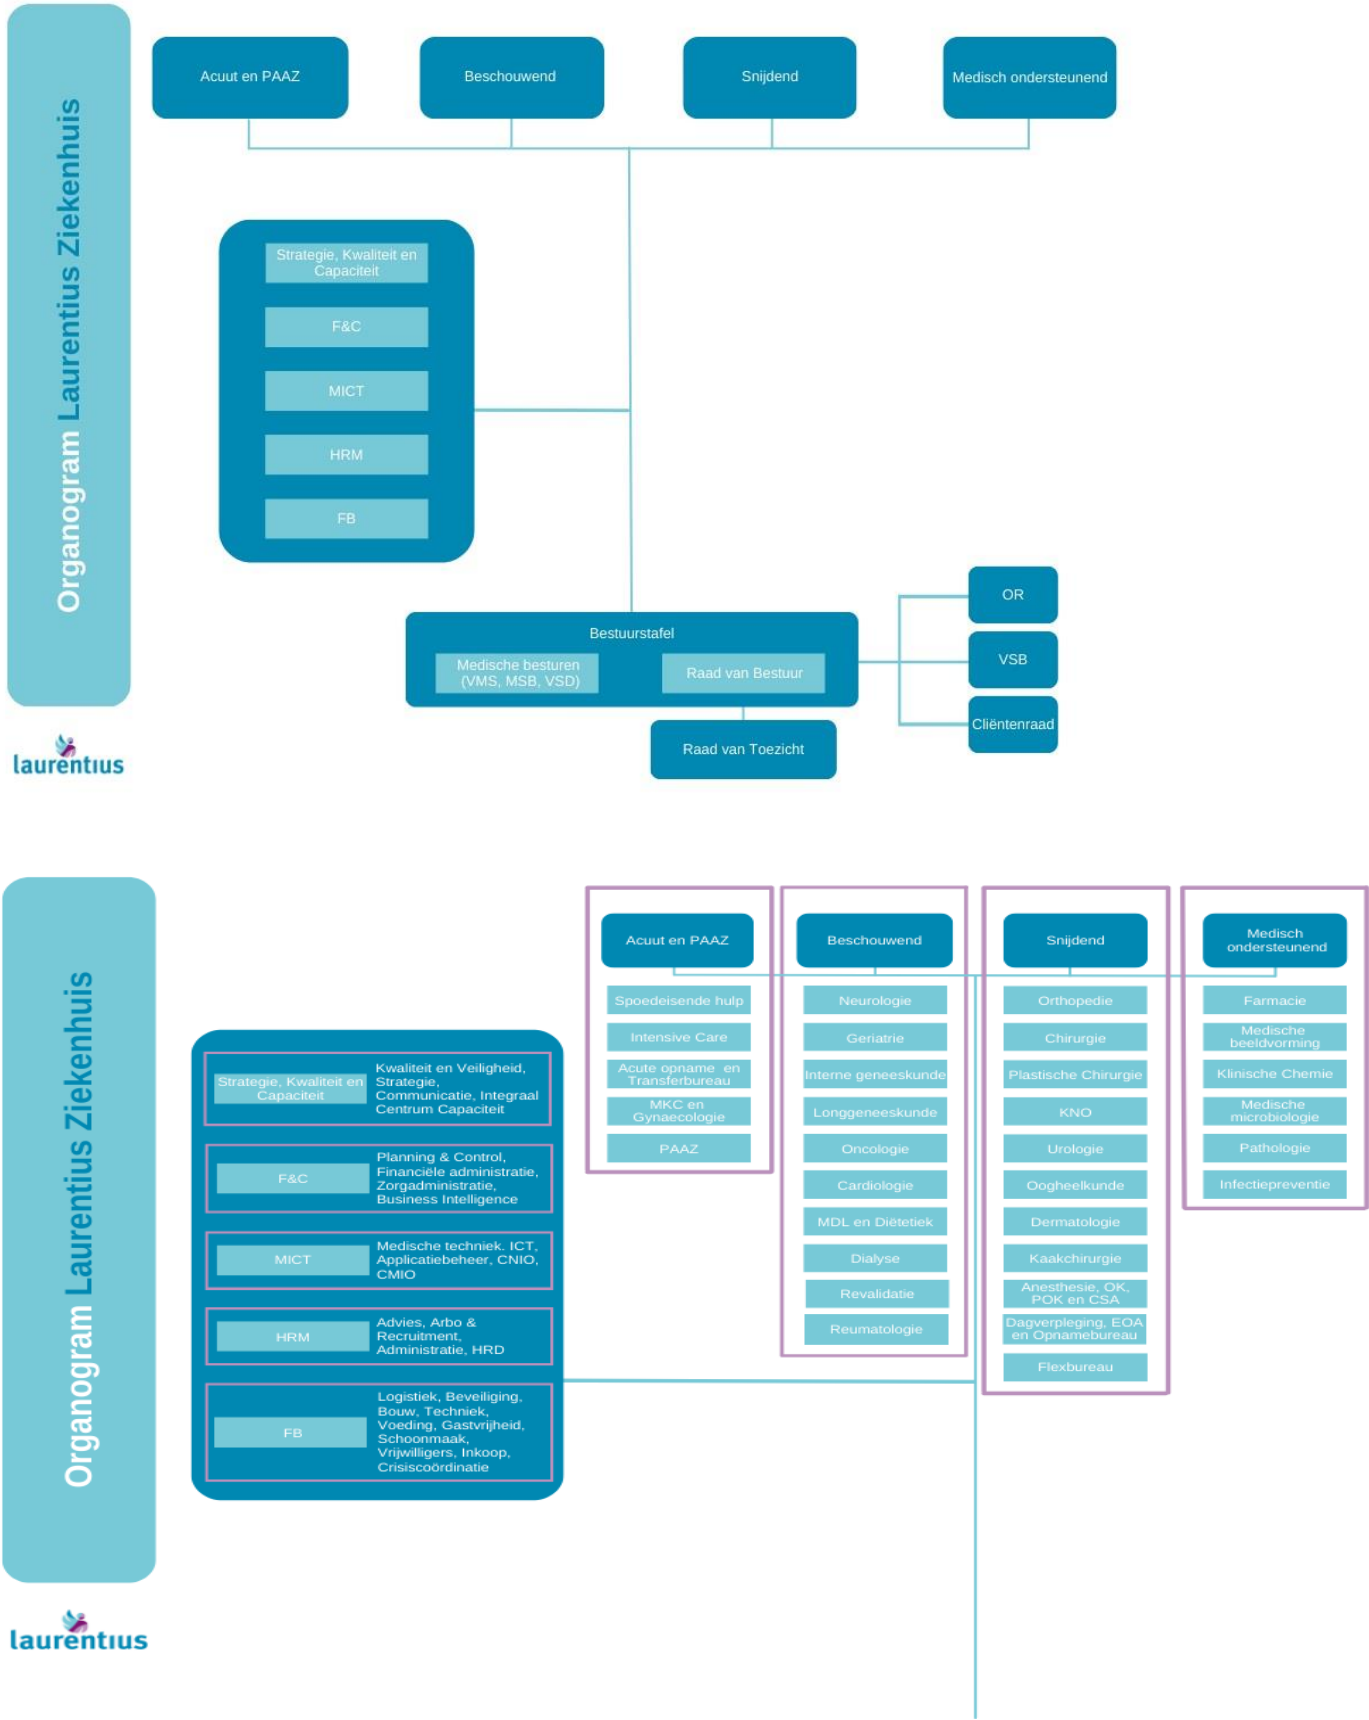 Organogram Laurentius Ziekenhuis
Acuut en PAAZ
Beschouwend
Snijdend
Medisch ondersteunend
Strategie, Kwaliteit en
Capaciteit
F&C
MICT
HRM
FB
Bestuurstafel
Medische besturen
(VMS, MSB, VSD)
Raad van Bestuur
Raad van Toezicht
OR
VSB
Cliëntenraad
laurentius
Organogram Laurentius Ziekenhuis
Acuut en PAAZ
Spoedeisende hulp
Intensive Care
Acute opname en
Transferbureau
MKC en
Gynaecologie
PAAZ
Beschouwend
Neurologie
Geriatrie
Interne geneeskunde
Longgeneeskunde
Oncologie
Cardiologie
MDL en Diëtetiek
Dialyse
Revalidatie
Reumatologie
Snijdend
Orthopedie
Chirurgie
Plastische Chirurgie
KNO
Urologie
Oogheelkunde
Dermatologie
Kaakchirurgie
Anesthesie, OK,
POK en CSA
Dagverpleging, EOA
en Opnamebureau
Flexbureau
Medisch
ondersteunend
Farmacie
Medische
beeldvorming
Klinische Chemie
Medische
microbiologie
Pathologie
Infectiepreventie
Strategie, Kwaliteit en
Capaciteit
Kwaliteit en Veiligheid,
Strategie,
Communicatie, Integraal
Centrum Capaciteit
F&C
Planning & Control,
Financiële administratie,
Zorgadministratie,
Business Intelligence
MICT
Medische techniek. ICT,
Applicatiebeheer, CNIO,
CMIO
HRM
Advies, Arbo &
Recruitment,
Administratie, HRD
FB
Logistiek, Beveiliging,
Bouw, Techniek,
Voeding, Gastvrijheid,
Schoonmaak,
Vrijwilligers, Inkoop,
Crisiscoördinatie
laurentius